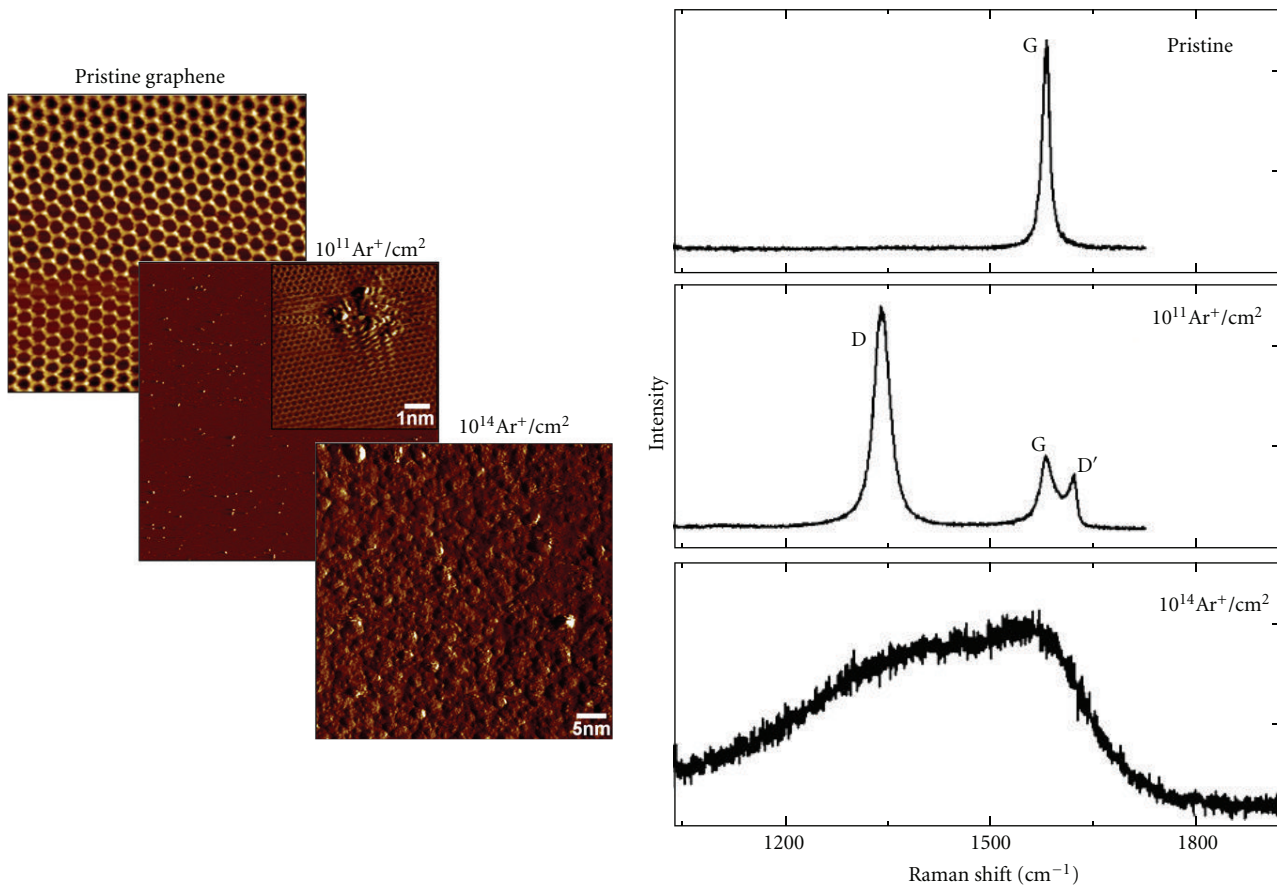 Pristine graphene
10¹¹Ar⁺/cm²
1nm
10¹⁴Ar⁺/cm²
5nm
G
Pristine
D
G
D′
10¹¹Ar⁺/cm²
10¹⁴Ar⁺/cm²
Intensity
1200 1500 1800
Raman shift (cm⁻¹)